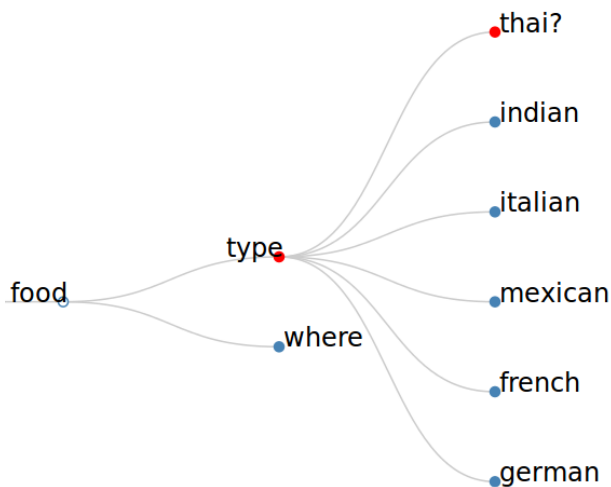 thai?
indian
italian
type
food
mexican
where
french
german